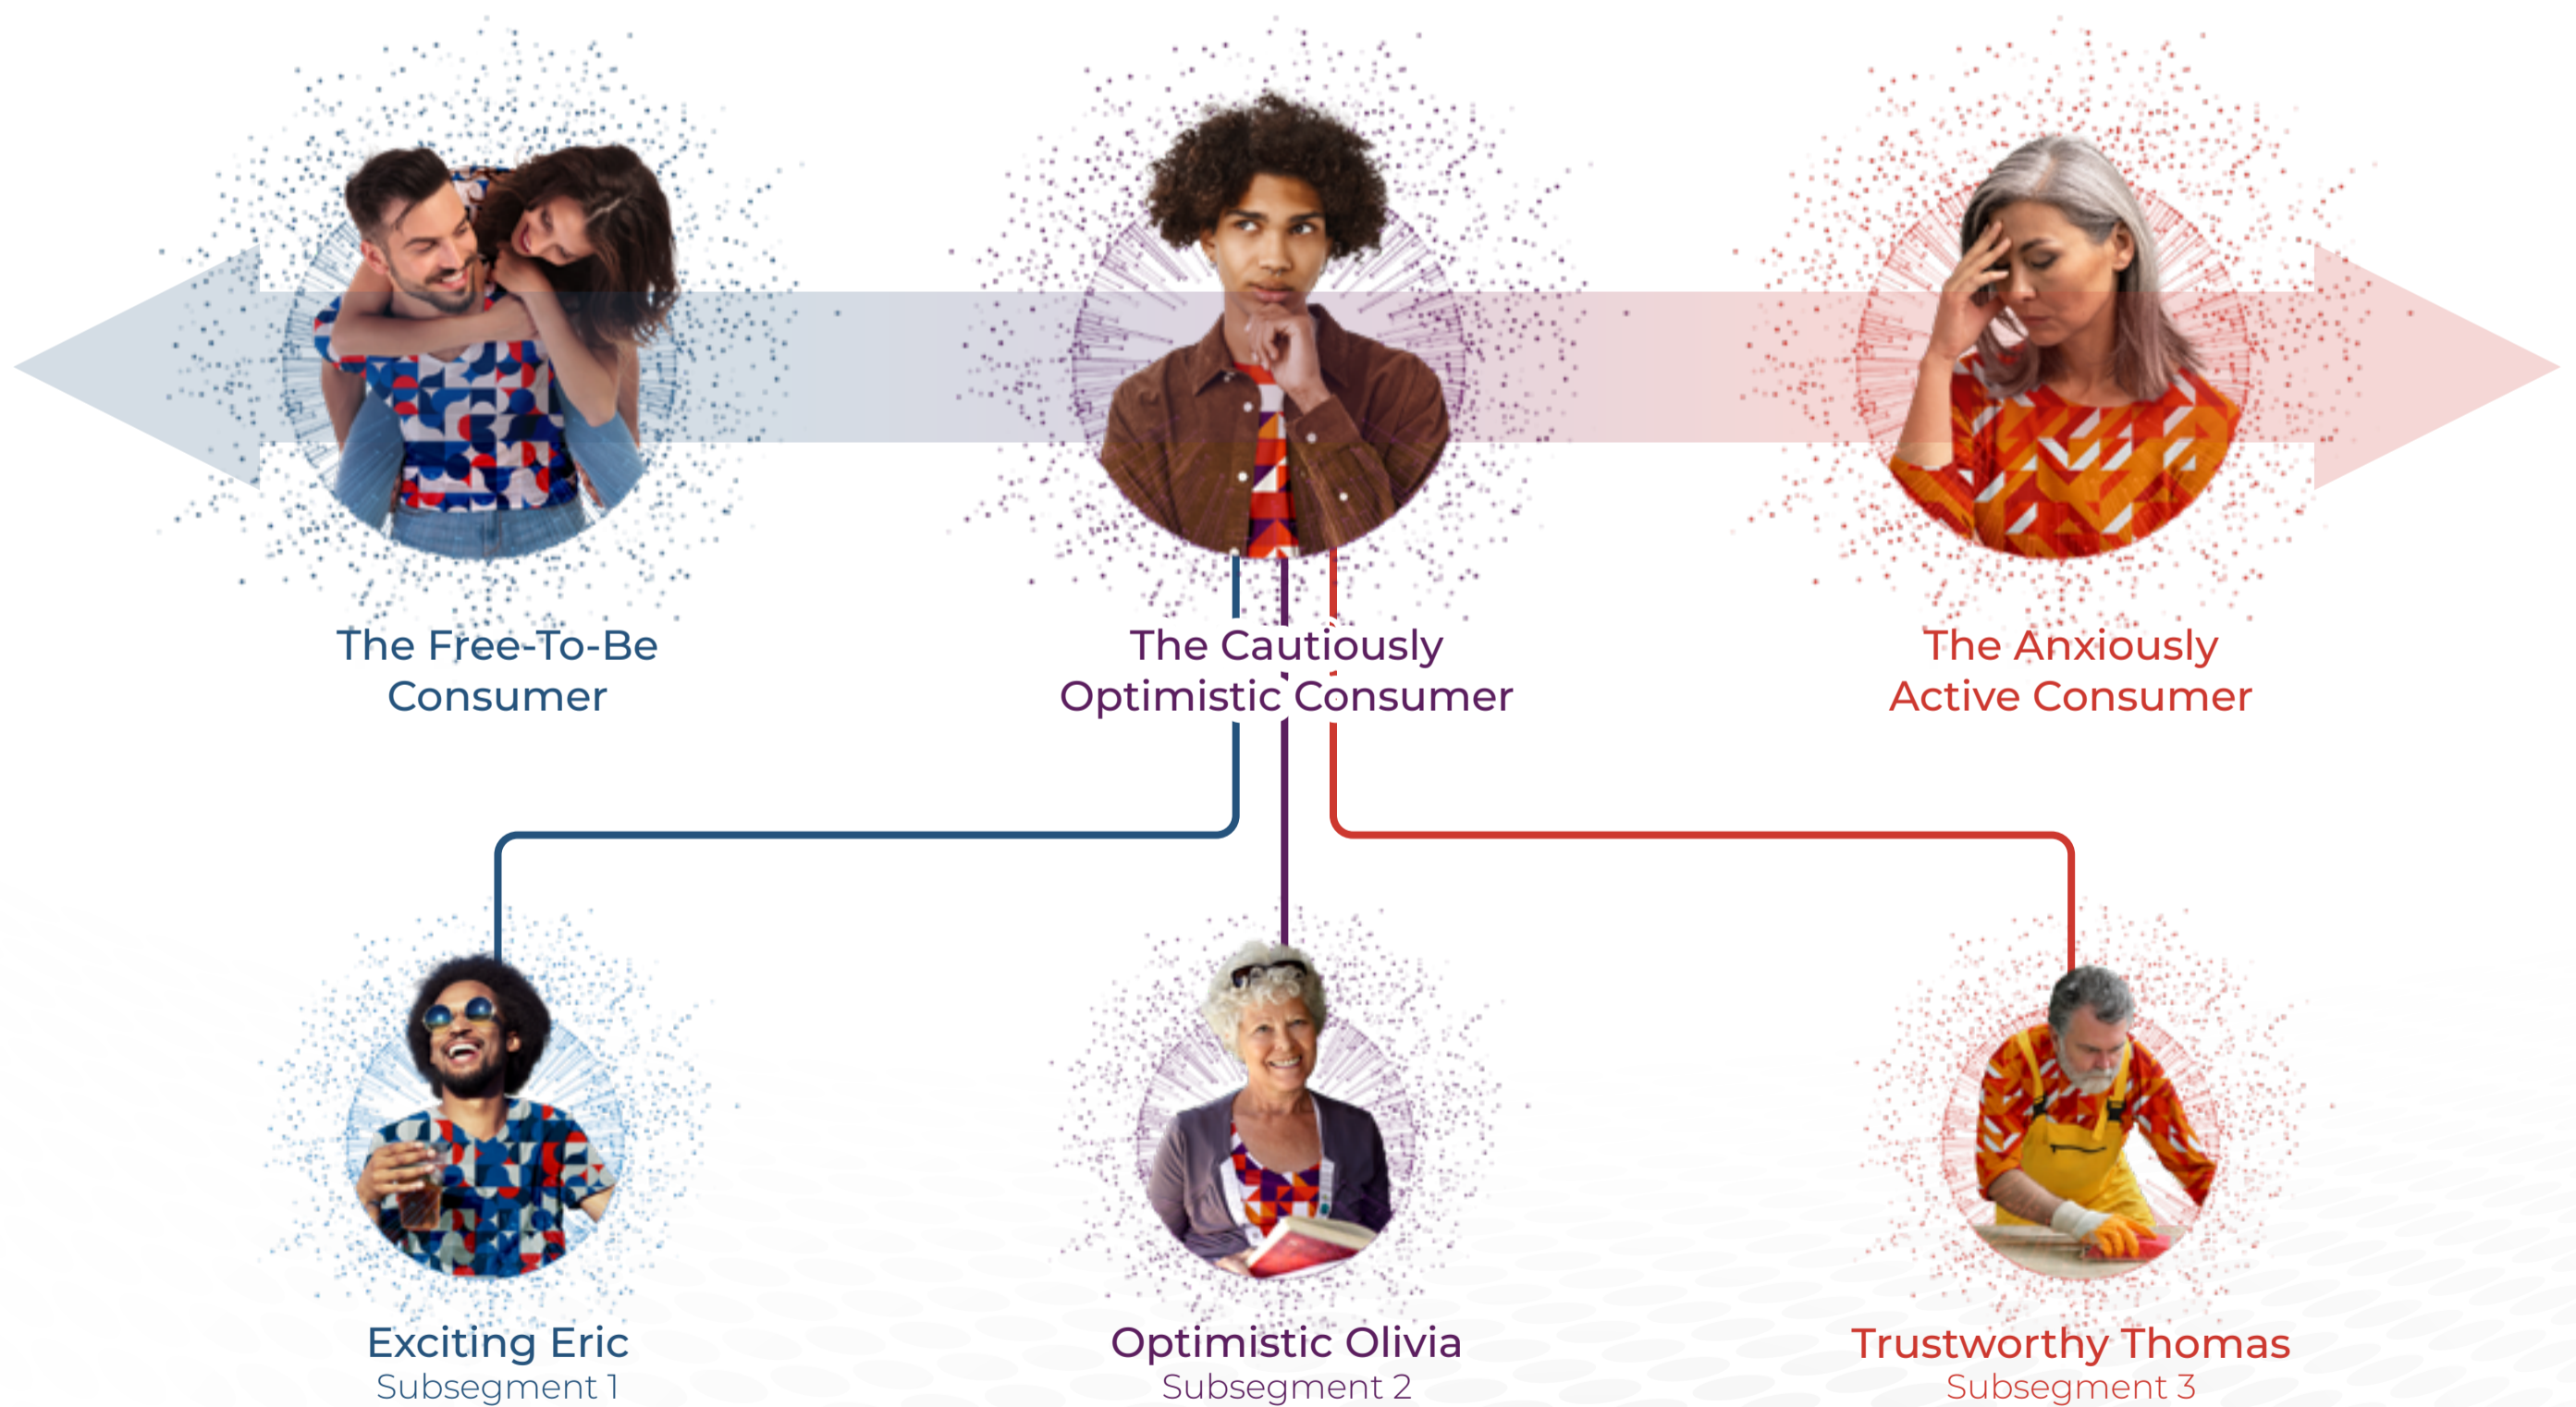 The Free-To-Be
Consumer
The Cautiously
Optimistic Consumer
The Anxiously
Active Consumer
Exciting Eric
Subsegment 1
Optimistic Olivia
Subsegment 2
Trustworthy Thomas
Subsegment 3